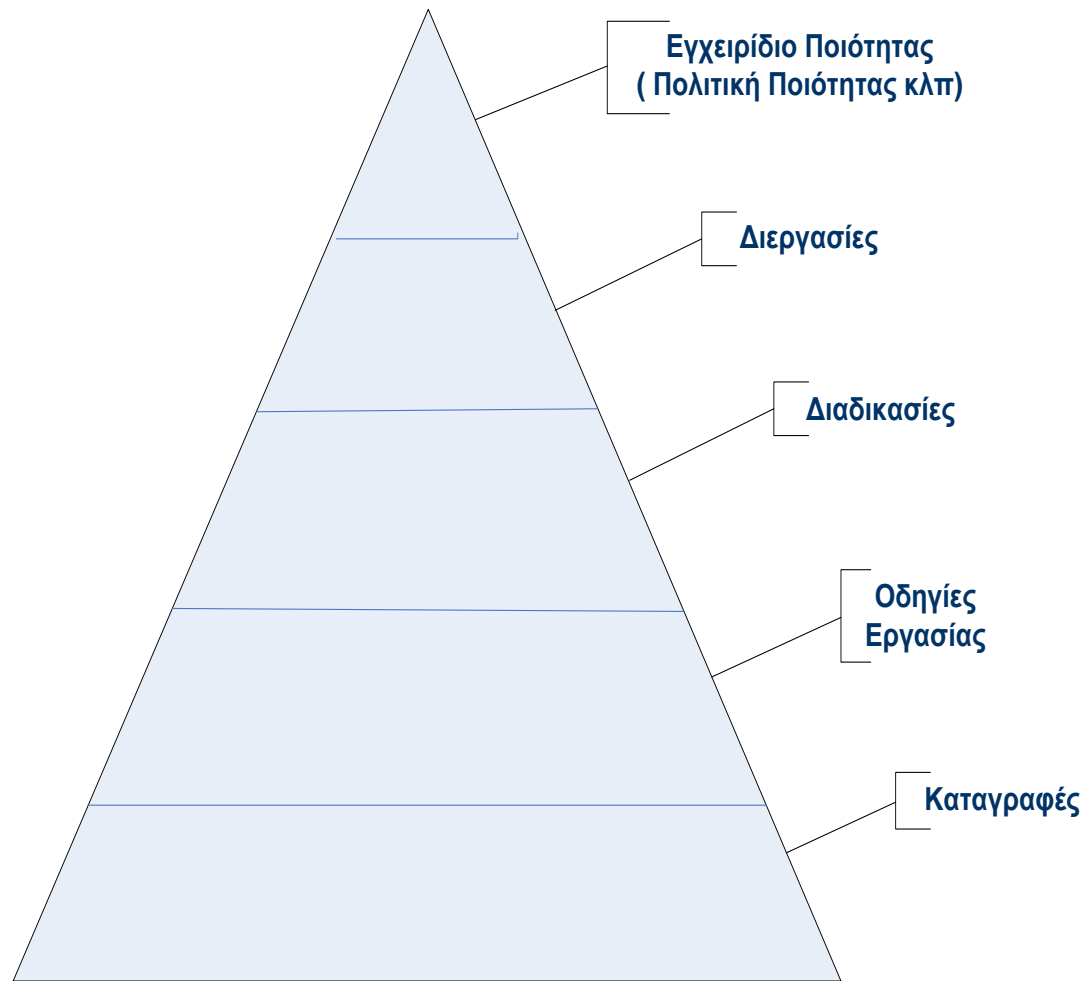 Εγχειρίδιο Ποιότητας
( Πολιτική Ποιότητας κλπ)
Διεργασίες
Διαδικασίες
Οδηγίες
Εργασίας
Καταγραφές